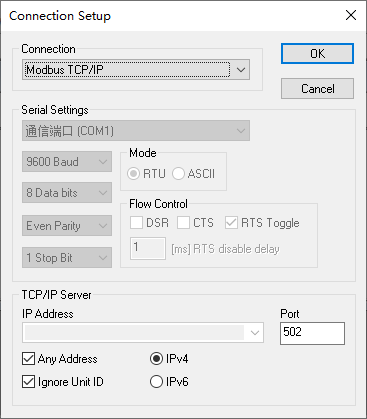 Connection Setup
Connection
Modbus TCP/IP
OK
Cancel
Serial Settings
通信端口 (COM1)
9600 Baud
Mode
RTU
ASCII
8 Data bits
Even Parity
Flow Control
DSR
CTS
RTS Toggle
1 Stop Bit
1
[ms] RTS disable delay
TCP/IP Server
IP Address
Port
502
Any Address
IPv4
Ignore Unit ID
IPv6